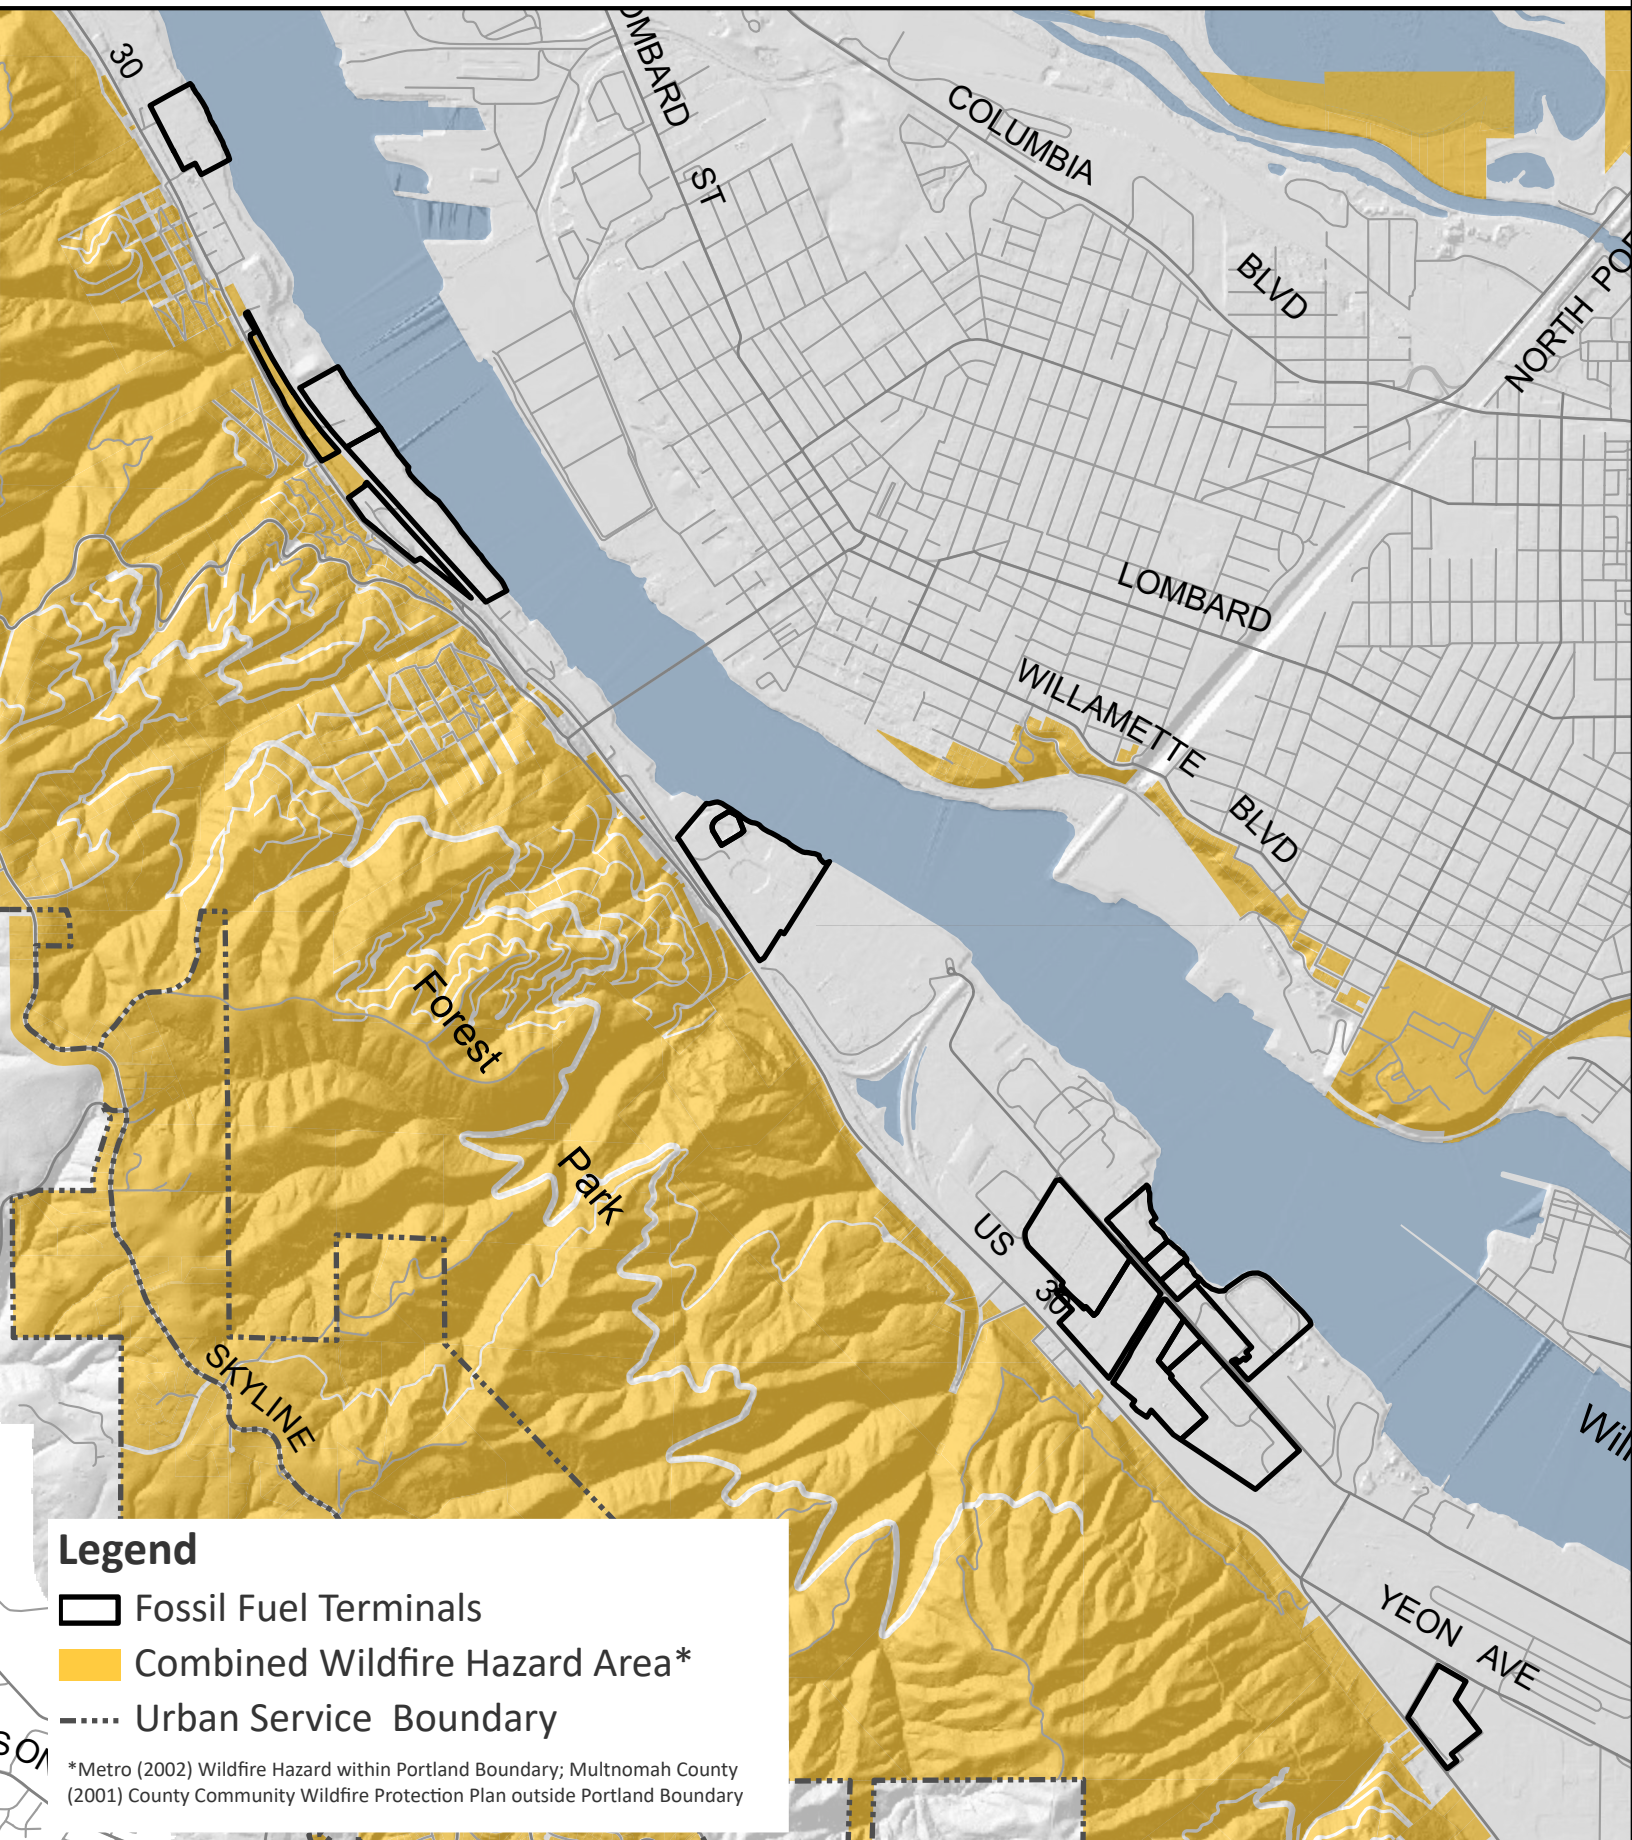 30
OMBARD
ST
COLUMBIA
BLVD
NORTH PO
LOMBARD
WILLAMETTE
BLVD
Forest
Park
US
30
SKYLINE
Will
YEON AVE
SON
Legend
Fossil Fuel Terminals
Combined Wildfire Hazard Area*
Urban Service Boundary
*Metro (2002) Wildfire Hazard within Portland Boundary; Multnomah County
(2001) County Community Wildfire Protection Plan outside Portland Boundary